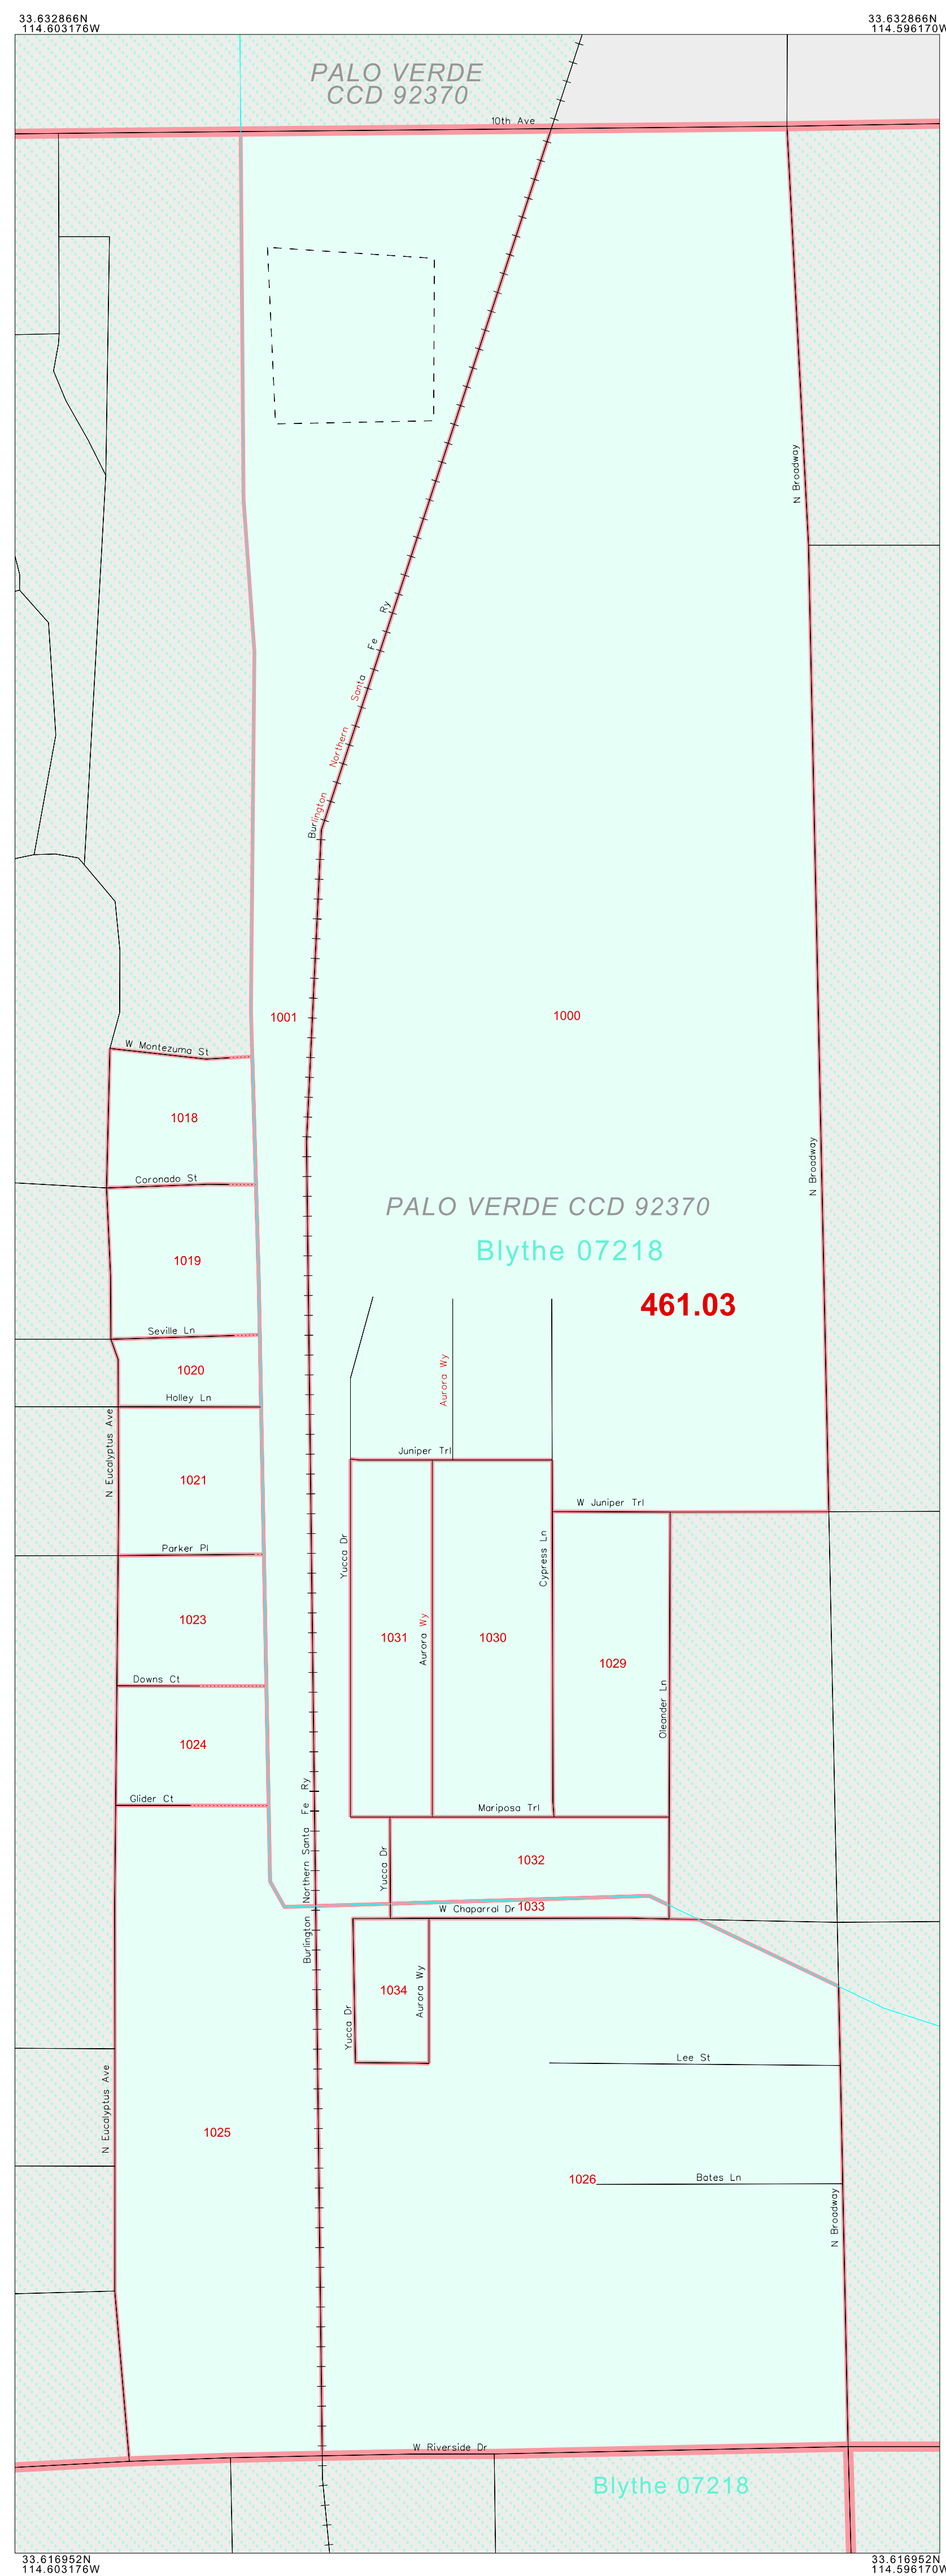 33.632866N
114.603176W
33.632866N
114.596170W
PALO VERDE
CCD 92370
10th Ave
N Broadway
Burlington Northern Santa Fe Ry
1001
1000
W Montezuma St
1018
N Broadway
Coronado St
PALO VERDE CCD 92370
Blythe 07218
1019
461.03
Seville Ln
1020
Aurora Wy
Holley Ln
N Eucalyptus Ave
Juniper Trl
1021
W Juniper Trl
Parker Pl
Yucca Dr
Cypress Ln
1023
1031
Aurora Wy
1030
1029
Downs Ct
Oleander Ln
1024
Glider Ct
Mariposa Trl
Burlington Northern Santa Fe Ry
Yucca Dr
1032
W Chaparral Dr
1033
1034
Aurora Wy
Yucca Dr
Lee St
N Eucalyptus Ave
1025
1026
Bates Ln
N Broadway
W Riverside Dr
Blythe 07218
33.616952N
114.603176W
33.616952N
114.596170W